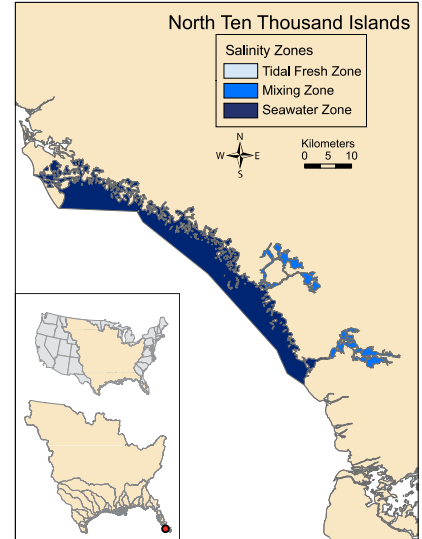 North Ten Thousand Islands
Salinity Zones
Tidal Fresh Zone
Mixing Zone
Seawater Zone
N
W E
S
Kilometers
0 5 10